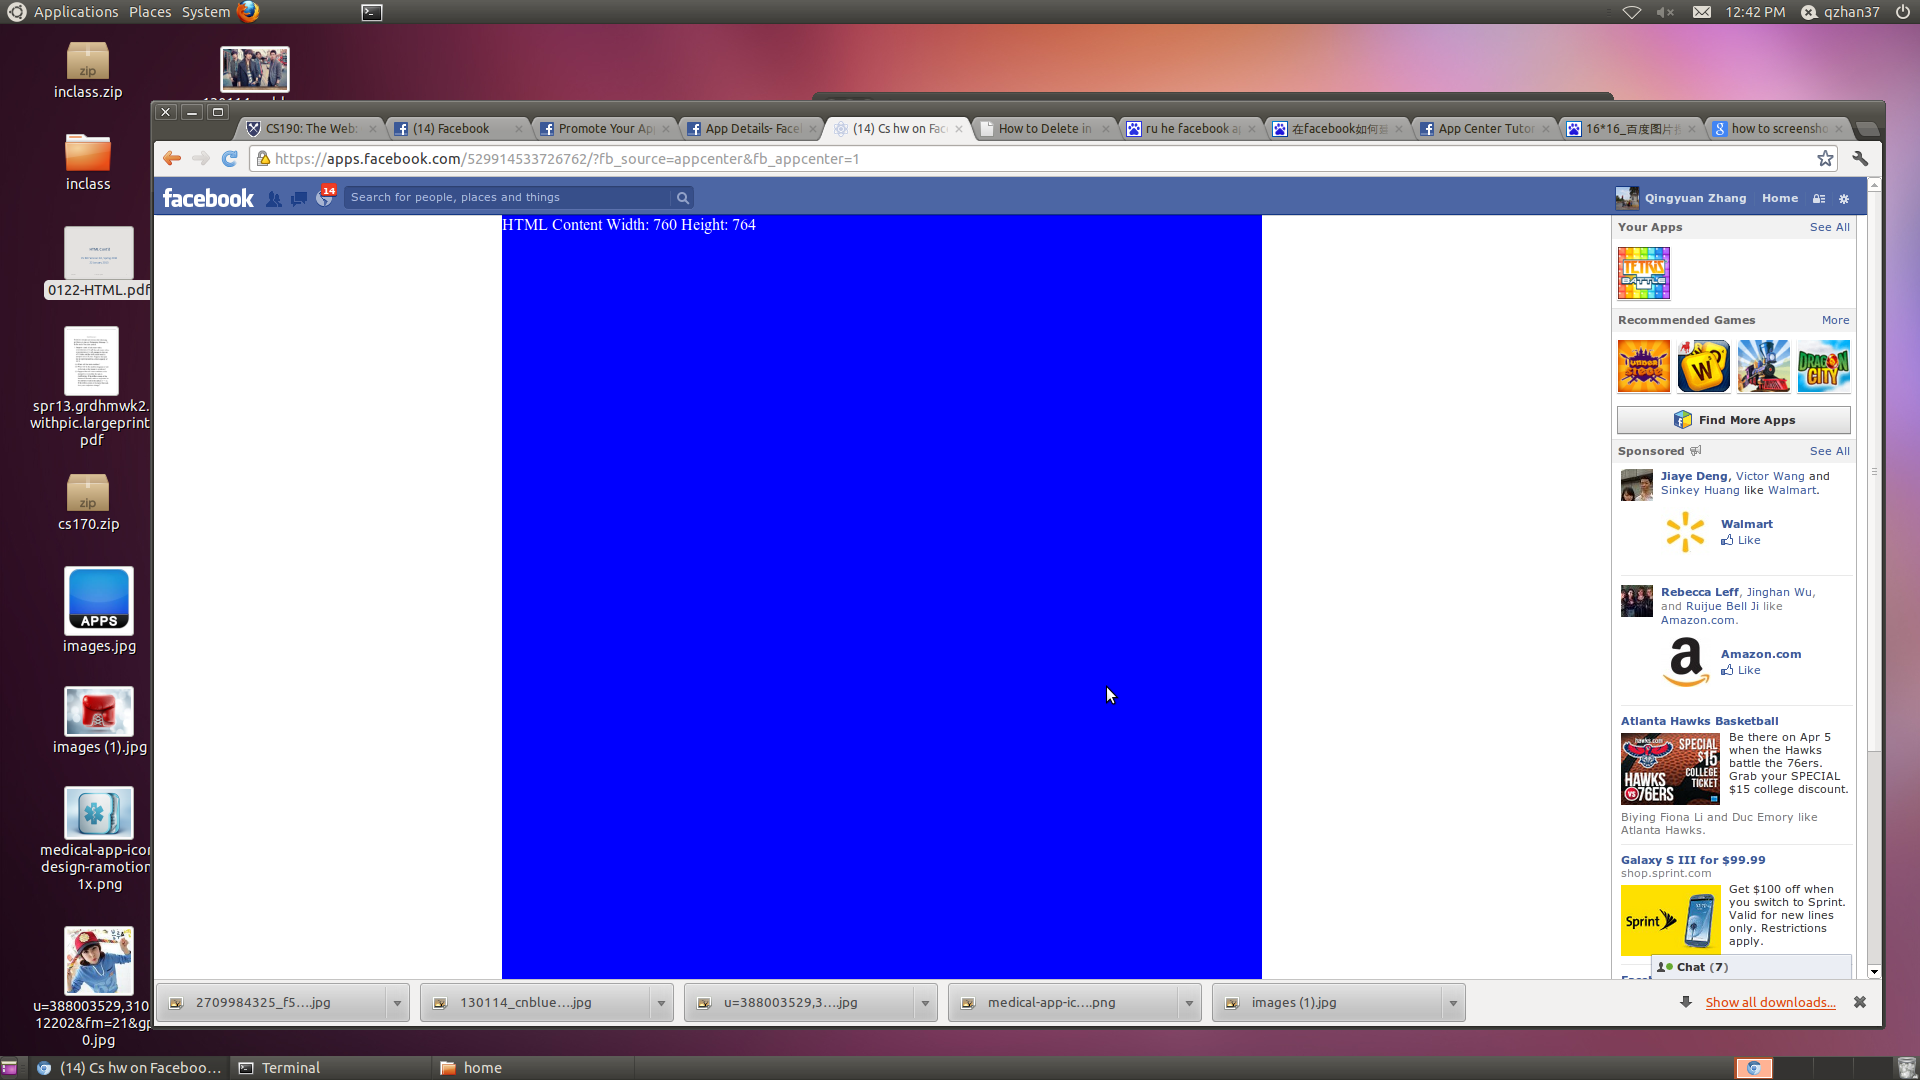 Applications Places System
12:42 PM qzhan37
zip
inclass.zip
inclass
0122-HTML.pdf
spr13.grdhmwk2.
withpic.largeprint
pdf
zip
cs170.zip
APPS
images.jpg
images (1).jpg
medical-app-icon
design-ramotion
1x.png
u=388003529,310
12202&fm=21&gp
0.jpg
CS190: The Web:
(14) Facebook
Promote Your Ap
App Details- Face
(14) Cs hw on Fac
How to Delete in
ru he facebook a
在facebook如何
App Center Tutor
16*16_百度图片
how to screensho
https://apps.facebook.com/529914533726762/?fb_source=appcenter&fb_appcenter=1
facebook
14
Search for people, places and things
Qingyuan Zhang Home
HTML Content Width: 760 Height: 764
Your Apps See All
TETRIS
BATTLE
Recommended Games More
W
DRAGON
CITY
Find More Apps
Sponsored See All
Jiaye Deng, Victor Wang and
Sinkey Huang like Walmart.
Walmart
Like
Rebecca Leff, Jinghan Wu,
and Ruijue Bell Ji like
Amazon.com.
a
Amazon.com
Like
Atlanta Hawks Basketball
hawks.com
SPECIAL
$15
COLLEGE
TICKET
HAWKS
VS 76ERS
Be there on Apr 5
when the Hawks
battle the 76ers.
Grab your SPECIAL
$15 college discount.
Biying Fiona Li and Duc Emory like
Atlanta Hawks.
Galaxy S III for $99.99
shop.sprint.com
Sprint
Get $100 off when
you switch to Sprint.
Valid for new lines
only. Restrictions
apply.
Chat (7)
2709984325_f5....jpg
130114_cnblue....jpg
u=388003529,3....jpg
medical-app-ic....png
images (1).jpg
Show all downloads...
(14) Cs hw on Faceboo...
Terminal
home